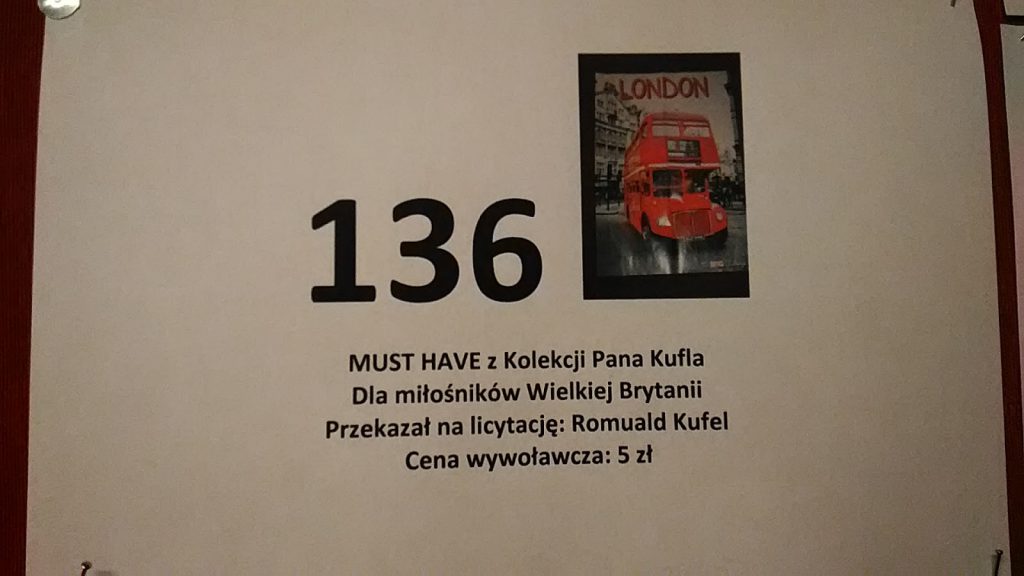 LONDON
136
MUST HAVE z Kolekcji Pana Kufla
Dla miłośników Wielkiej Brytanii
Przekazał na licytację: Romuald Kufel
Cena wywoławcza: 5 zł